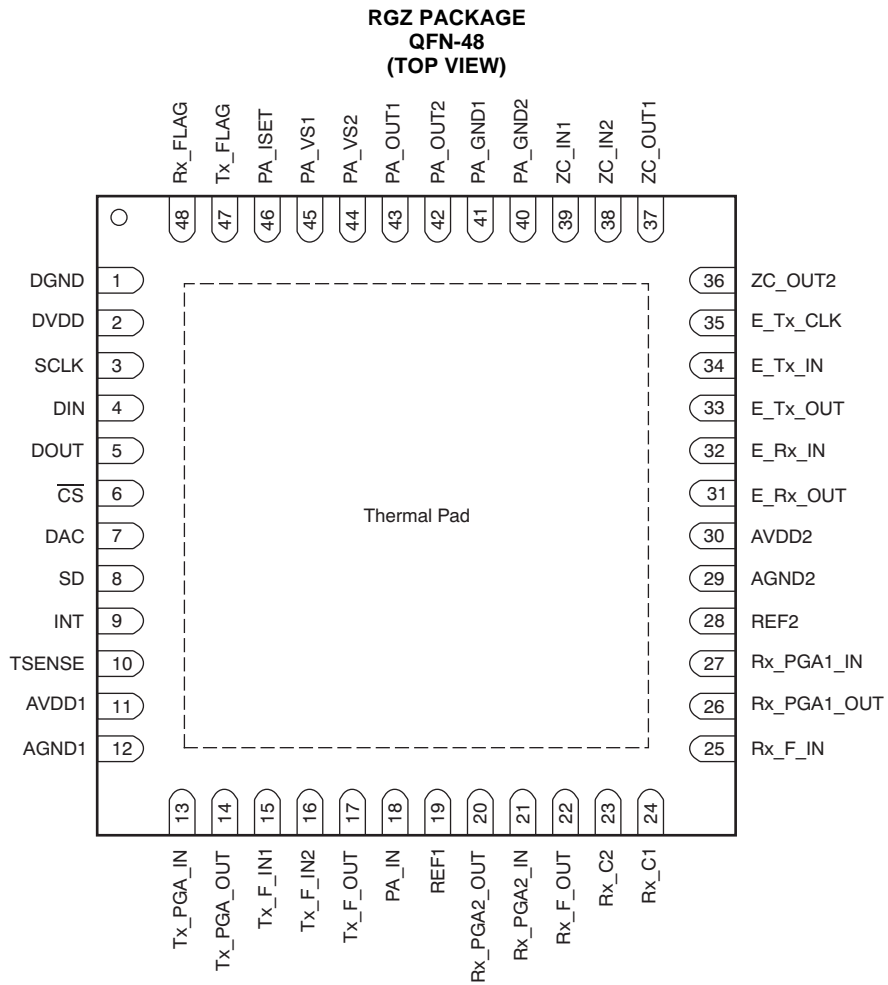 RGZ PACKAGE
QFN-48
(TOP VIEW)
Rx_FLAG
Tx_FLAG
PA_ISET
PA_VS1
PA_VS2
PA_OUT1
PA_OUT2
PA_GND1
PA_GND2
ZC_IN1
ZC_IN2
ZC_OUT1
48 47 46 45 44 43 42 41 40 39 38 37
DGND 1
DVDD 2
SCLK 3
DIN 4
DOUT 5
C̅S̅ 6
DAC 7
SD 8
INT 9
TSENSE 10
AVDD1 11
AGND1 12
Thermal Pad
36 ZC_OUT2
35 E_Tx_CLK
34 E_Tx_IN
33 E_Tx_OUT
32 E_Rx_IN
31 E_Rx_OUT
30 AVDD2
29 AGND2
28 REF2
27 Rx_PGA1_IN
26 Rx_PGA1_OUT
25 Rx_F_IN
13 14 15 16 17 18 19 20 21 22 23 24
Tx_PGA_IN
Tx_PGA_OUT
Tx_F_IN1
Tx_F_IN2
Tx_F_OUT
PA_IN
REF1
Rx_PGA2_OUT
Rx_PGA2_IN
Rx_F_OUT
Rx_C2
Rx_C1